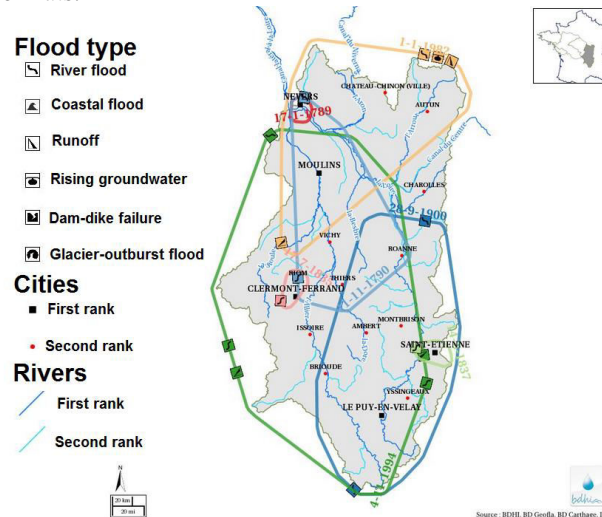 Flood type
River flood
Coastal flood
Runoff
Rising groundwater
Dam-dike failure
Glacier-outburst flood
Cities
First rank
Second rank
Rivers
First rank
Second rank
N
20 km
20 mi
1-1-1982
CHATEAU-CHINON (VILLE)
NEVERS
AUTUN
17-1-1789
MOULINS
CHAROLLES
28-9-1900
VICHY
ROANNE
RIOM
THIERS
CLERMONT-FERRAND
1-11-1790
MONTBRISON
ISSOIRE
AMBERT
SAINT-ETIENNE
1837
BRIOUDE
YSSINGEAUX
LE PUY-EN-VELAY
1994
bdhi
Source : BDHI, BD Geofla, BD Carthage,